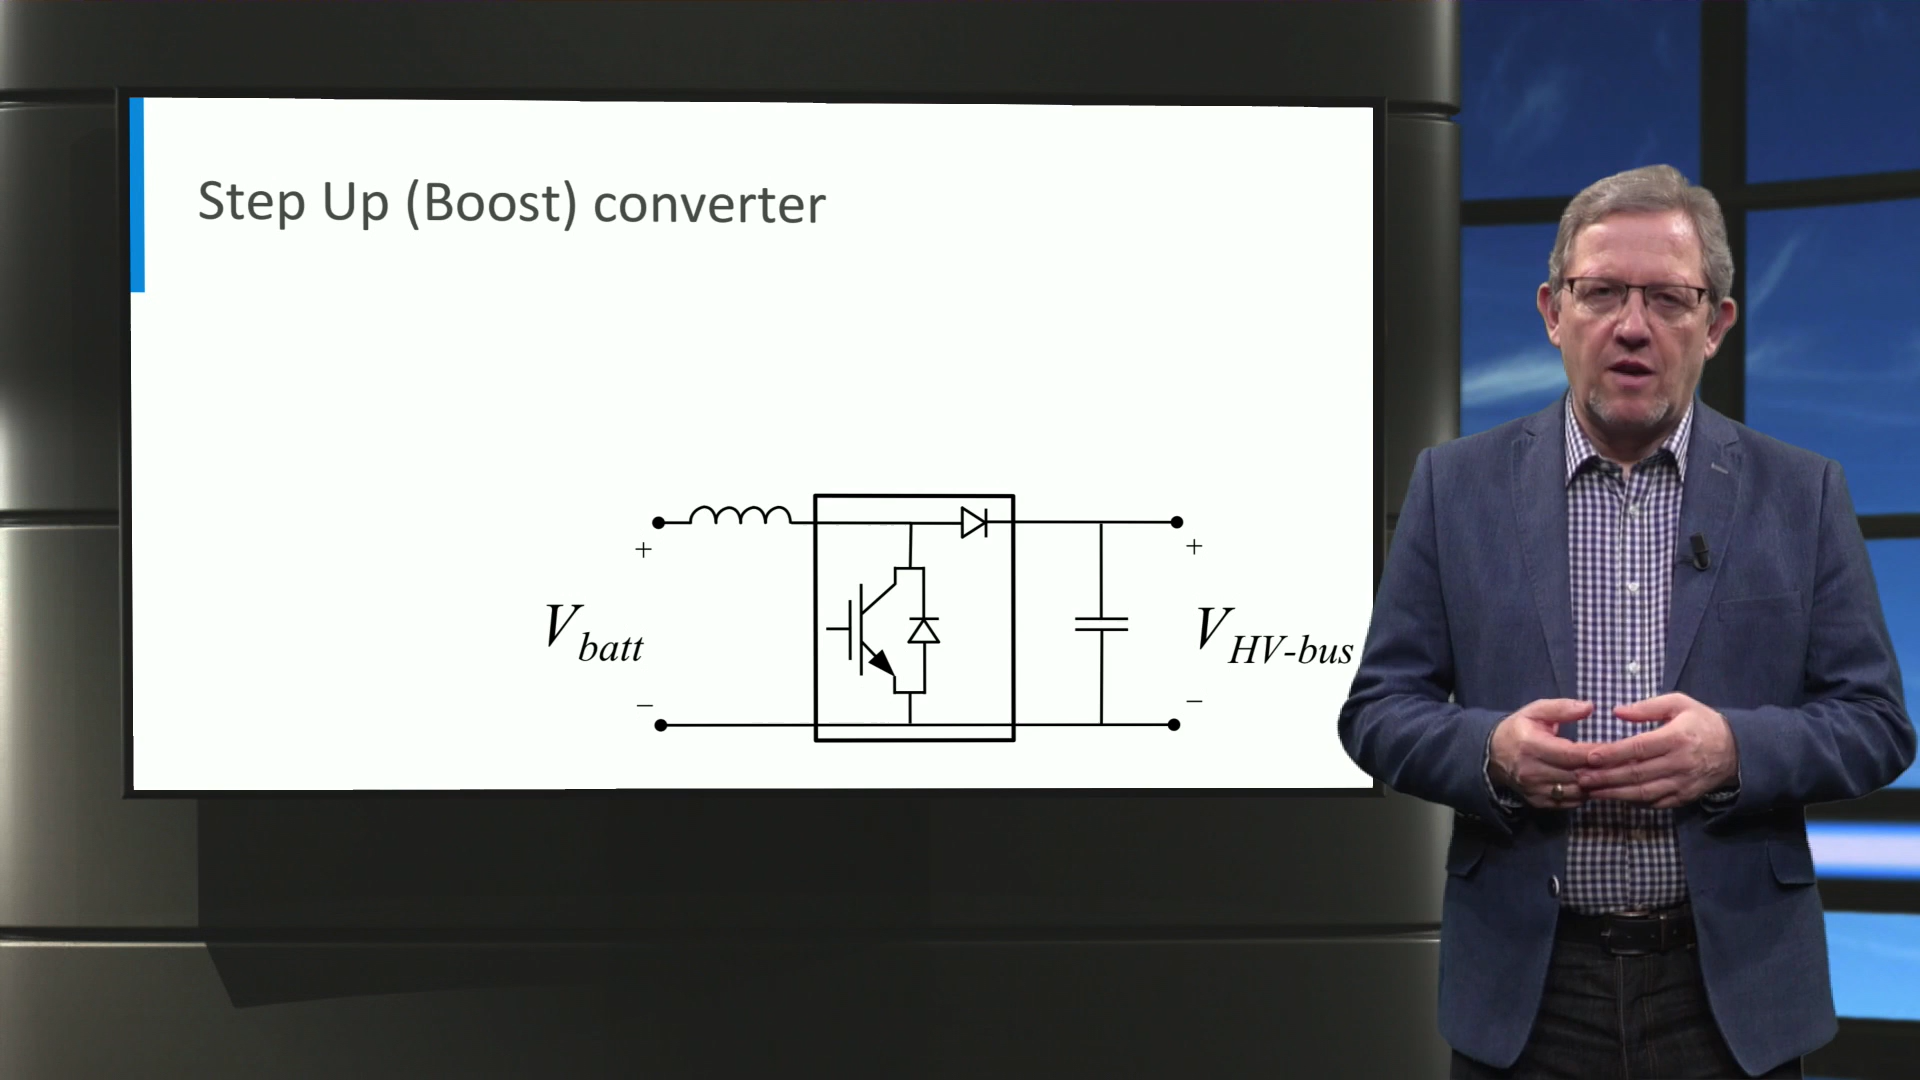 Step Up (Boost) converter
+ +
V batt V HV-bus
− −